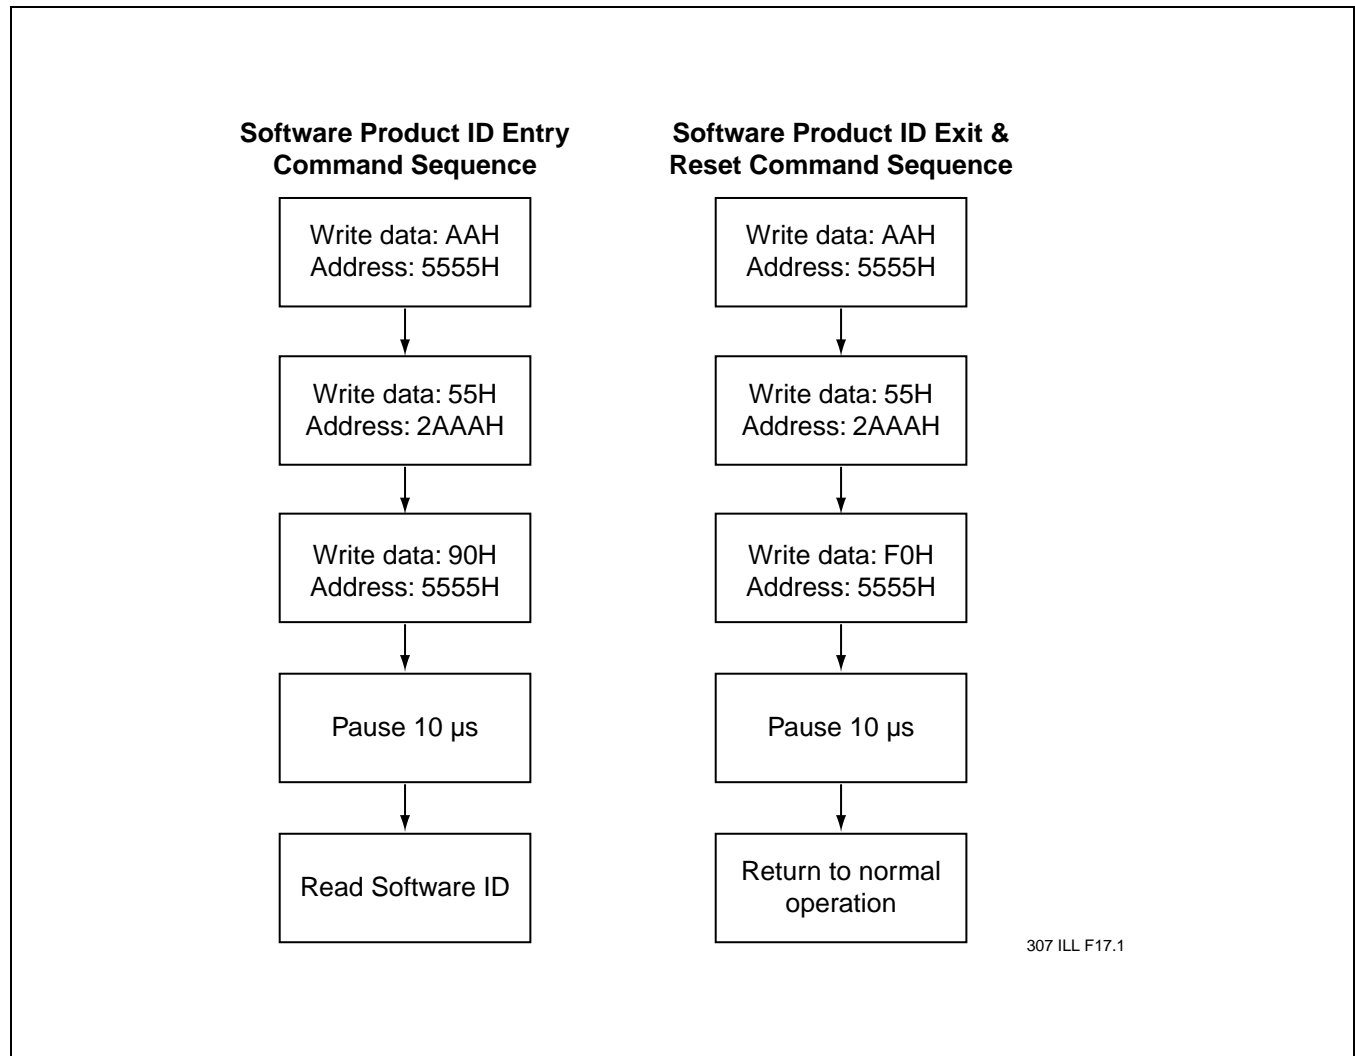 Software Product ID Entry
Command Sequence
Write data: AAH
Address: 5555H
Write data: 55H
Address: 2AAAH
Write data: 90H
Address: 5555H
Pause 10 µs
Read Software ID
Software Product ID Exit &
Reset Command Sequence
Write data: AAH
Address: 5555H
Write data: 55H
Address: 2AAAH
Write data: F0H
Address: 5555H
Pause 10 µs
Return to normal
operation
307 ILL F17.1